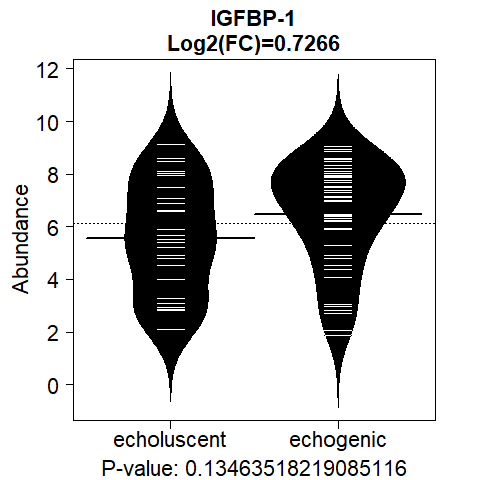 IGFBP-1
Log2(FC)=0.7266
Abundance
12
10
8
6
4
2
0
echoluscent echogenic
P-value: 0.13463518219085116